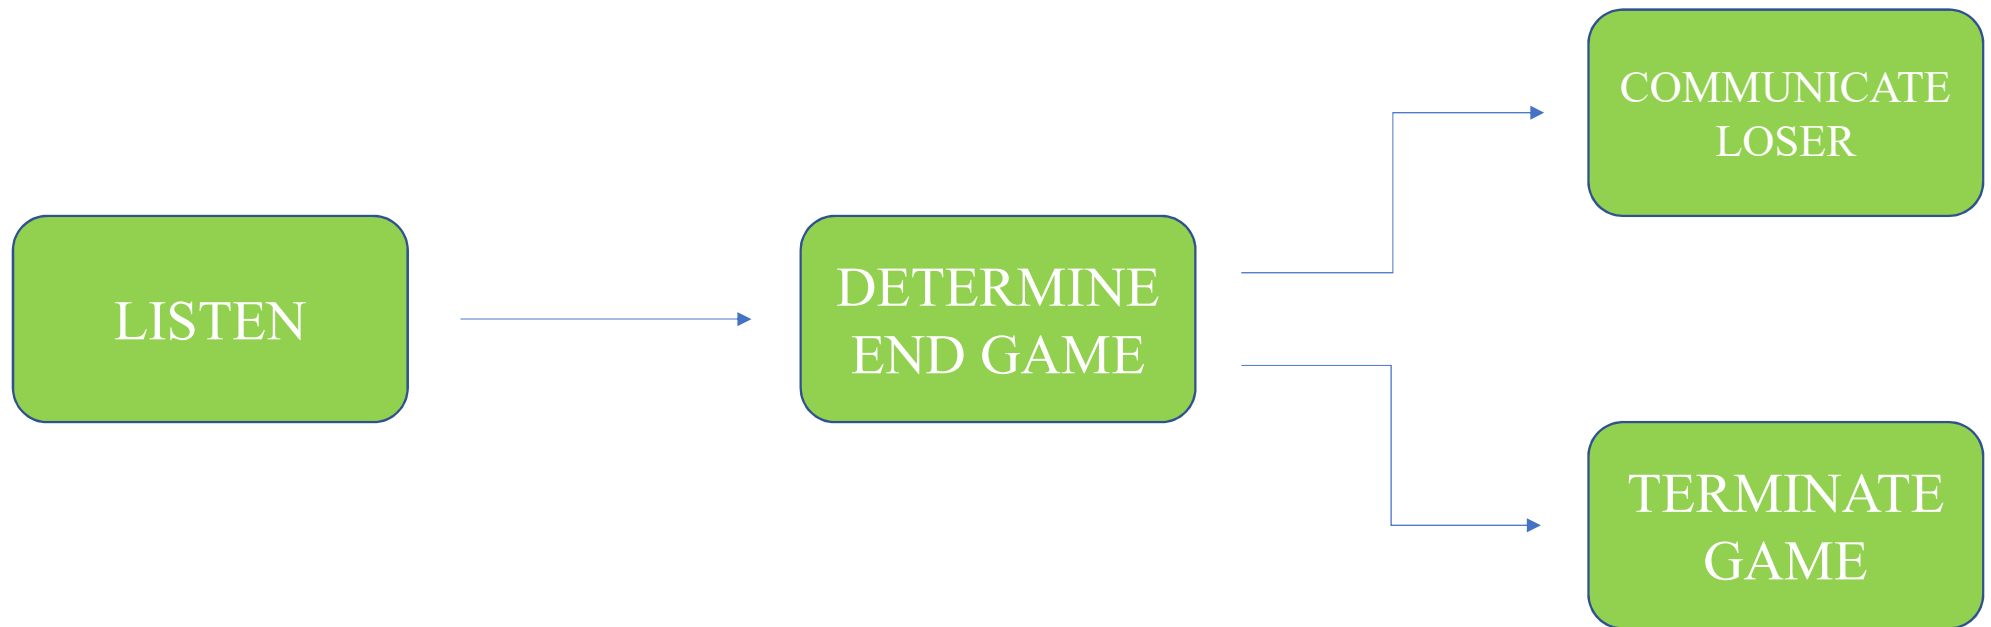 LISTEN
DETERMINE
END GAME
COMMUNICATE
LOSER
TERMINATE
GAME